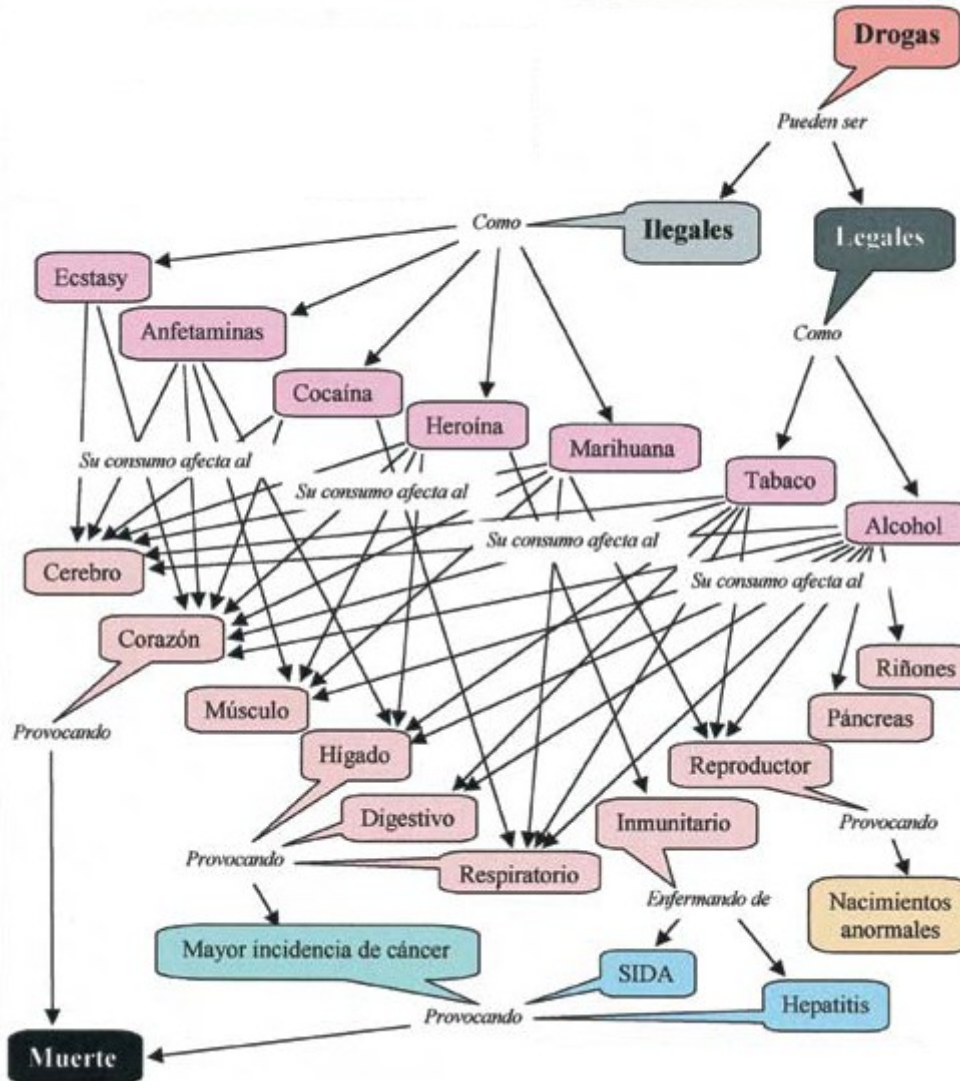 Drogas
Pueden ser
Ilegales
Legales
Como
Como
Ecstasy
Anfetaminas
Cocaína
Heroína
Marihuana
Tabaco
Alcohol
Su consumo afecta al
Su consumo afecta al
Su consumo afecta al
Su consumo afecta al
Cerebro
Corazón
Riñones
Músculo
Páncreas
Provocando
Hígado
Reproductor
Digestivo
Inmunitario
Provocando
Provocando
Respiratorio
Enfermando de
Nacimientos
anormales
Mayor incidencia de cáncer
SIDA
Hepatitis
Provocando
Muerte